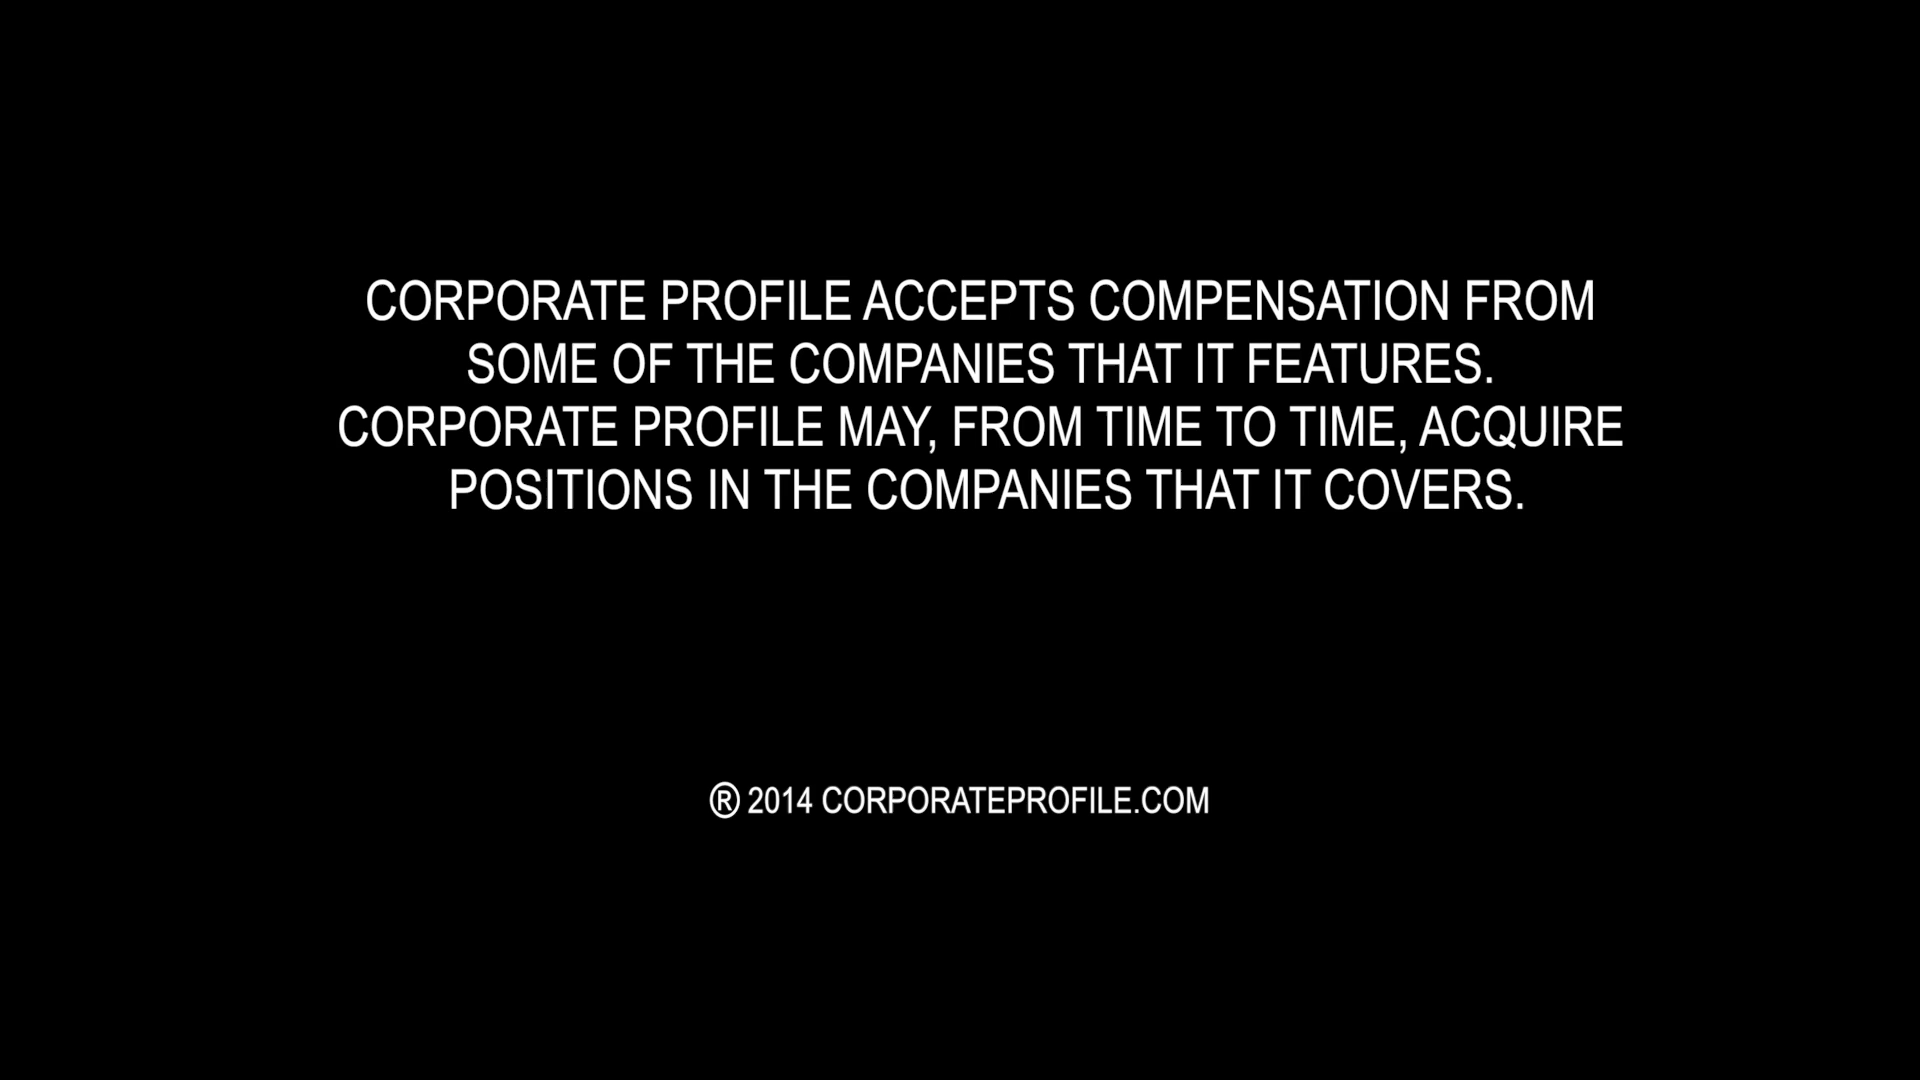 CORPORATE PROFILE ACCEPTS COMPENSATION FROM
SOME OF THE COMPANIES THAT IT FEATURES.
CORPORATE PROFILE MAY, FROM TIME TO TIME, ACQUIRE
POSITIONS IN THE COMPANIES THAT IT COVERS.
® 2014 CORPORATEPROFILE.COM